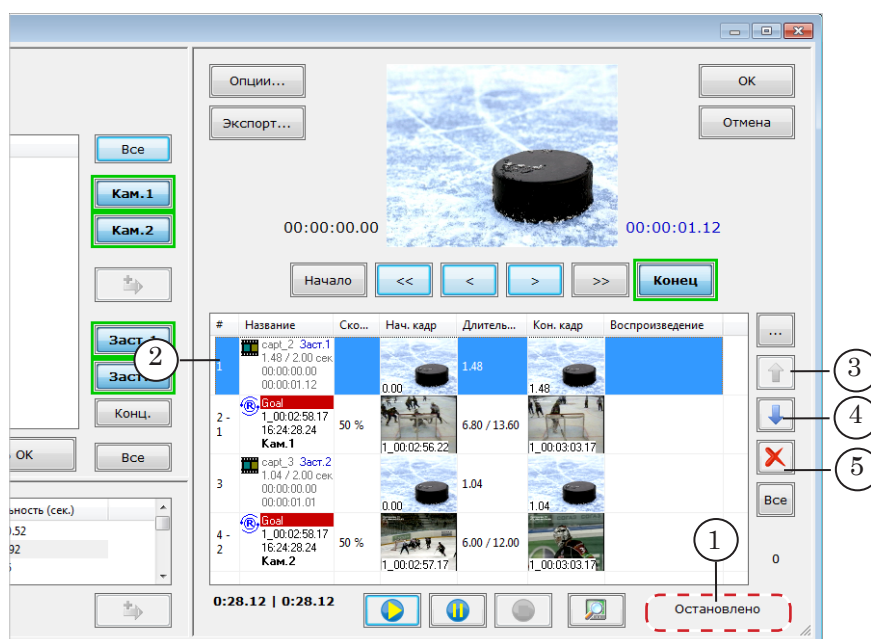 Опции...
OK
Экспорт...
Отмена
Все
Кам.1
Кам.2
00:00:00.00
00:00:01.12
Начало
<<
<
>
>>
Конец
# Название Ско... Нач. кадр Длитель... Кон. кадр Воспроизведение
...
1
capt_2 Заст.1
1.48 / 2.00 сек
00:00:00.00
00:00:01.12
0.00
1.48
1.48
2 - 1
Goal
1_00:02:58.17
16:24:28.24
Кам.1
50 %
1_00:02:56.22
6.80 / 13.60
1_00:03:03.17
3
capt_3 Заст.2
1.04 / 2.00 сек
00:00:00.00
00:00:01.01
0.00
1.04
1.04
4 - 2
Goal
1_00:02:58.17
16:24:28.24
Кам.2
50 %
1_00:02:57.17
6.00 / 12.00
1_00:03:03.17
Конц.
OK
Все
Все
0
ьность (сек.)
0.52
92
0:28.12 | 0:28.12
Остановлено
1
2
3
4
5